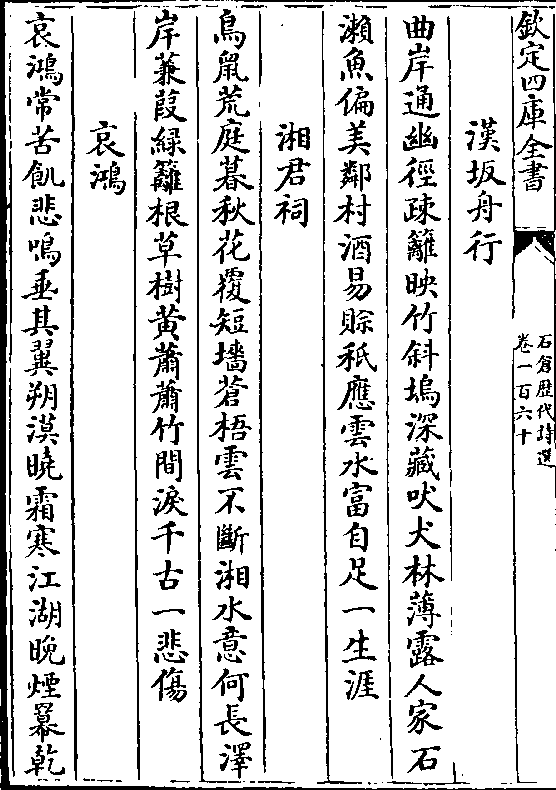 欽定四庫全書
石倉歷代詩選
卷一百六十
漢坂舟行
曲岸通幽徑疎籬映竹斜塢深藏吠犬林薄露人家石
瀨魚偏美鄰村酒易賒秪應雲水富自足一生涯
湘君祠
鳥鼠荒庭暮秋花覆短墻蒼梧雲不斷湘水意何長澤
岸蒹葭綠籬根草樹黄蕭蕭竹間淚千古一悲傷
哀鴻
哀鴻常苦飢悲鳴垂其翼朔漠曉霜寒江湖晚煙羃乾